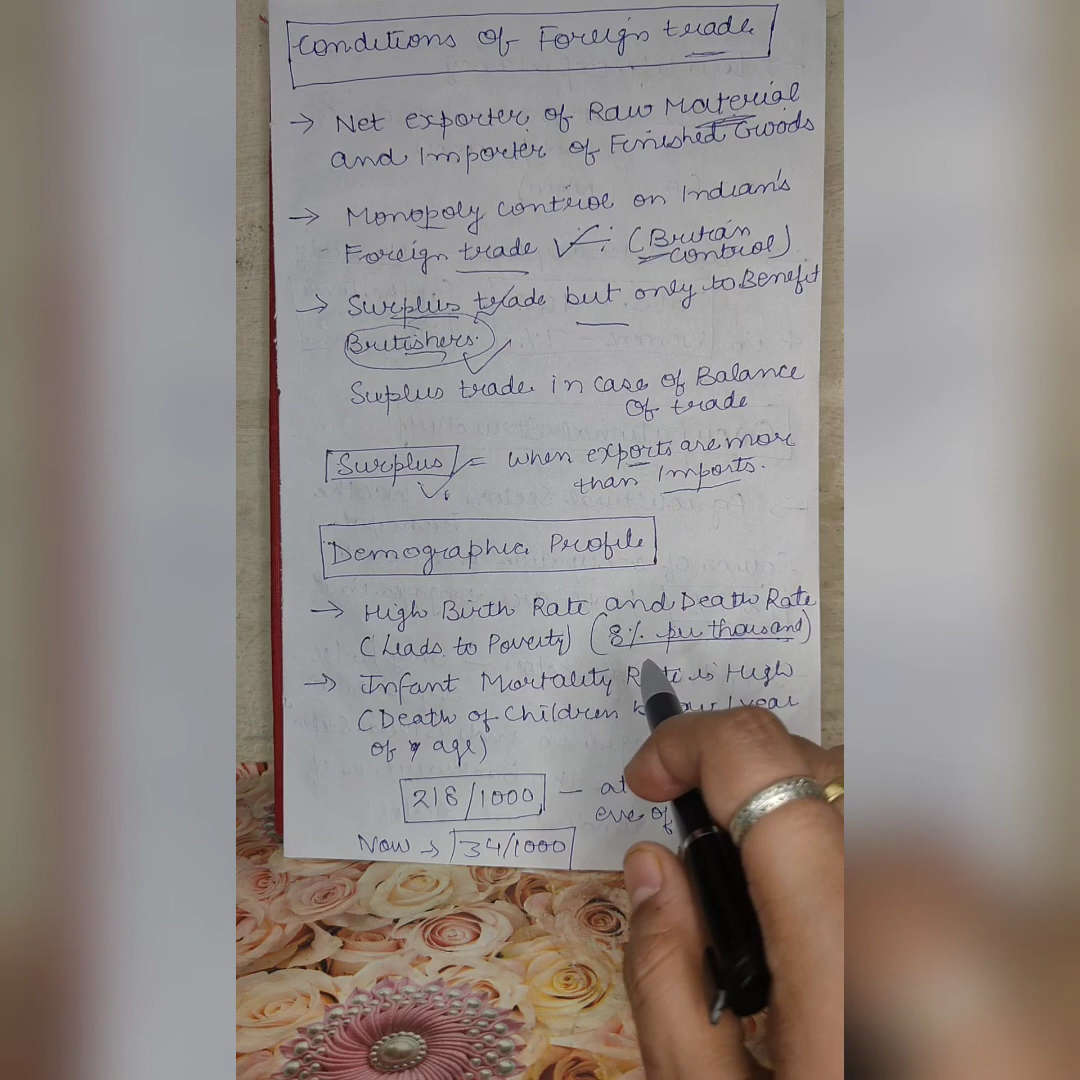 Conditions of Foreign trade
→ Net exporter of Raw Material
and Importer of Finished Goods
→ Monopoly control on Indian's
Foreign trade (Britain
control)
→ Surplus trade but only to Benefit
Britishers.
Suplus trade in case of Balance
of trade
Surplus = when exports are more
than Imports.
Demographic Profile
→ High Birth Rate and Death Rate
(Leads to Poverty) (8% per thousand)
→ Infant Mortality Rate is High
(Death of Children 1 year
of age)
218/1000 – at
eve of
Now → 34/1000